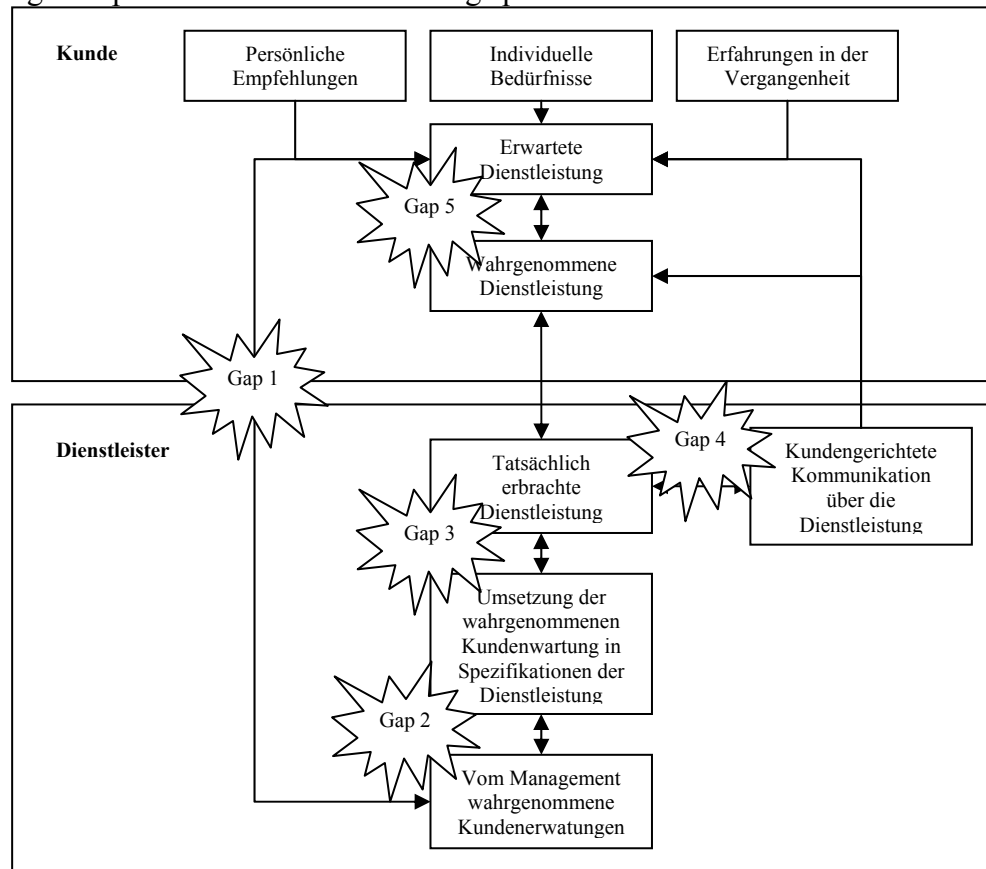 Kunde
Persönliche
Empfehlungen
Individuelle
Bedürfnisse
Erfahrungen in der
Vergangenheit
Erwartete
Dienstleistung
Gap 5
Wahrgenommene
Dienstleistung
Gap 1
Dienstleister
Gap 4
Tatsächlich
erbrachte
Dienstleistung
Kundengerichtete
Kommunikation
über die
Dienstleistung
Gap 3
Umsetzung der
wahrgenommenen
Kundenwartung in
Spezifikationen der
Dienstleistung
Gap 2
Vom Management
wahrgenommene
Kundenerwatungen